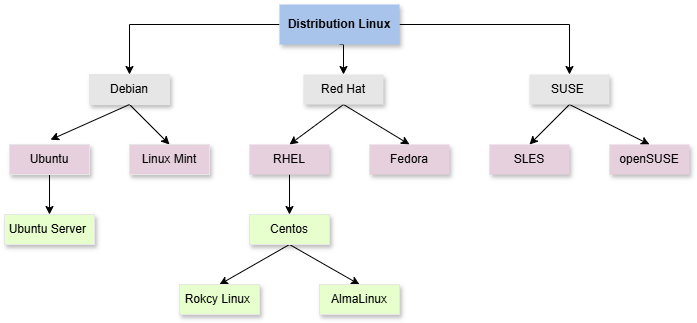 Distribution Linux
Debian
Red Hat
SUSE
Ubuntu
Linux Mint
RHEL
Fedora
SLES
openSUSE
Ubuntu Server
Centos
Rokcy Linux
AlmaLinux